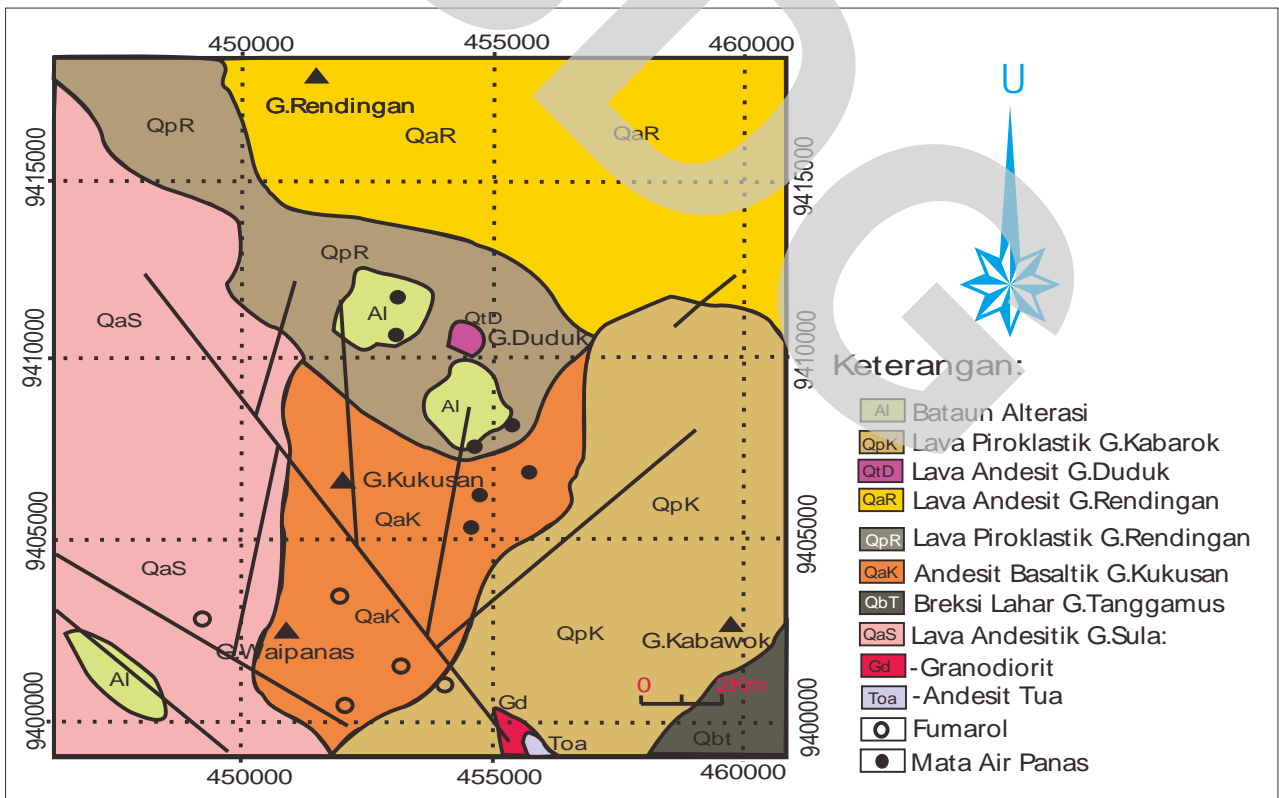 450000 455000 460000
U
G.Rendingan
QpR QaR QaR
9415000 9415000
QpR
QaS Al QtD
G.Duduk
9410000 9410000
Keterangan:
Al Bataun Alterasi
QpK Lava Piroklastik G.Kabarok
QtD Lava Andesit G.Duduk
QaR Lava Andesit G.Rendingan
QpR Lava Piroklastik G.Rendingan
QaK Andesit Basaltik G.Kukusan
QbT Breksi Lahar G.Tanggamus
QaS Lava Andesitik G.Sula:
Gd -Granodiorit
Toa -Andesit Tua
Fumarol
Mata Air Panas
Al
G.Kukusan
QaK QpK
9405000 9405000
QaS
QaK QpK
G.Kabawok
G.Waipanas
Al
0 2Km
Gd
Toa Qbt
9400000 9400000
450000 455000 460000
PDG